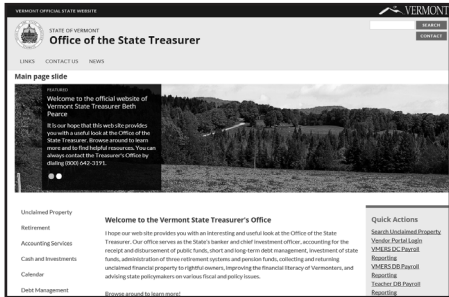 VERMONT OFFICIAL STATE WEBSITE
VERMONT
SEARCH
CONTACT
STATE OF VERMONT
Office of the State Treasurer
LINKS CONTACT US NEWS
Main page slide
FEATURED
Welcome to the official website of
Vermont State Treasurer Beth
Pearce
It is our hope that this web site provides
you with a useful look at the Office of the
State Treasurer. Browse around to learn
more and to find helpful resources. You can
always contact the Treasurer's Office by
dialing (800) 642-3191.
Unclaimed Property
Retirement
Accounting Services
Cash and Investments
Calendar
Debt Management
Welcome to the Vermont State Treasurer's Office
I hope our web site provides you with an interesting and useful look at the Office of the State
Treasurer. Our office serves as the State's banker and chief investment officer, accounting for the
receipt and disbursement of public funds, short and long-term debt management, investment of state
funds, administration of three retirement systems and pension funds, collecting and returning
unclaimed financial property to rightful owners, improving the financial literacy of Vermonters, and
advising state policymakers on various fiscal and policy issues.
Browse around to learn more!
Quick Actions
Search Unclaimed Property
Vendor Portal Login
VMERS DC Payroll
Reporting
VMERS DB Payroll
Reporting
Teacher DB Payroll
Reporting